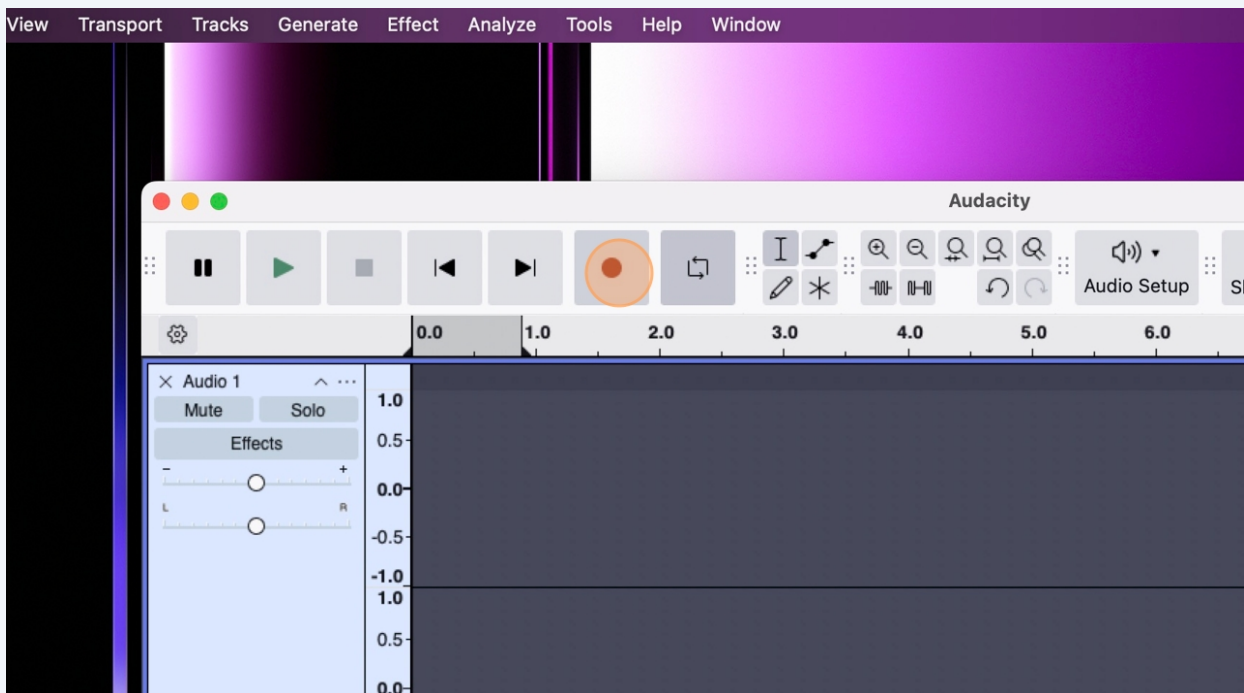 View Transport Tracks Generate Effect Analyze Tools Help Window
Audacity
Audio Setup
0.0 1.0 2.0 3.0 4.0 5.0 6.0
Audio 1
Mute Solo
Effects
- +
L R
1.0
0.5
0.0
-0.5
-1.0
1.0
0.5
0.0